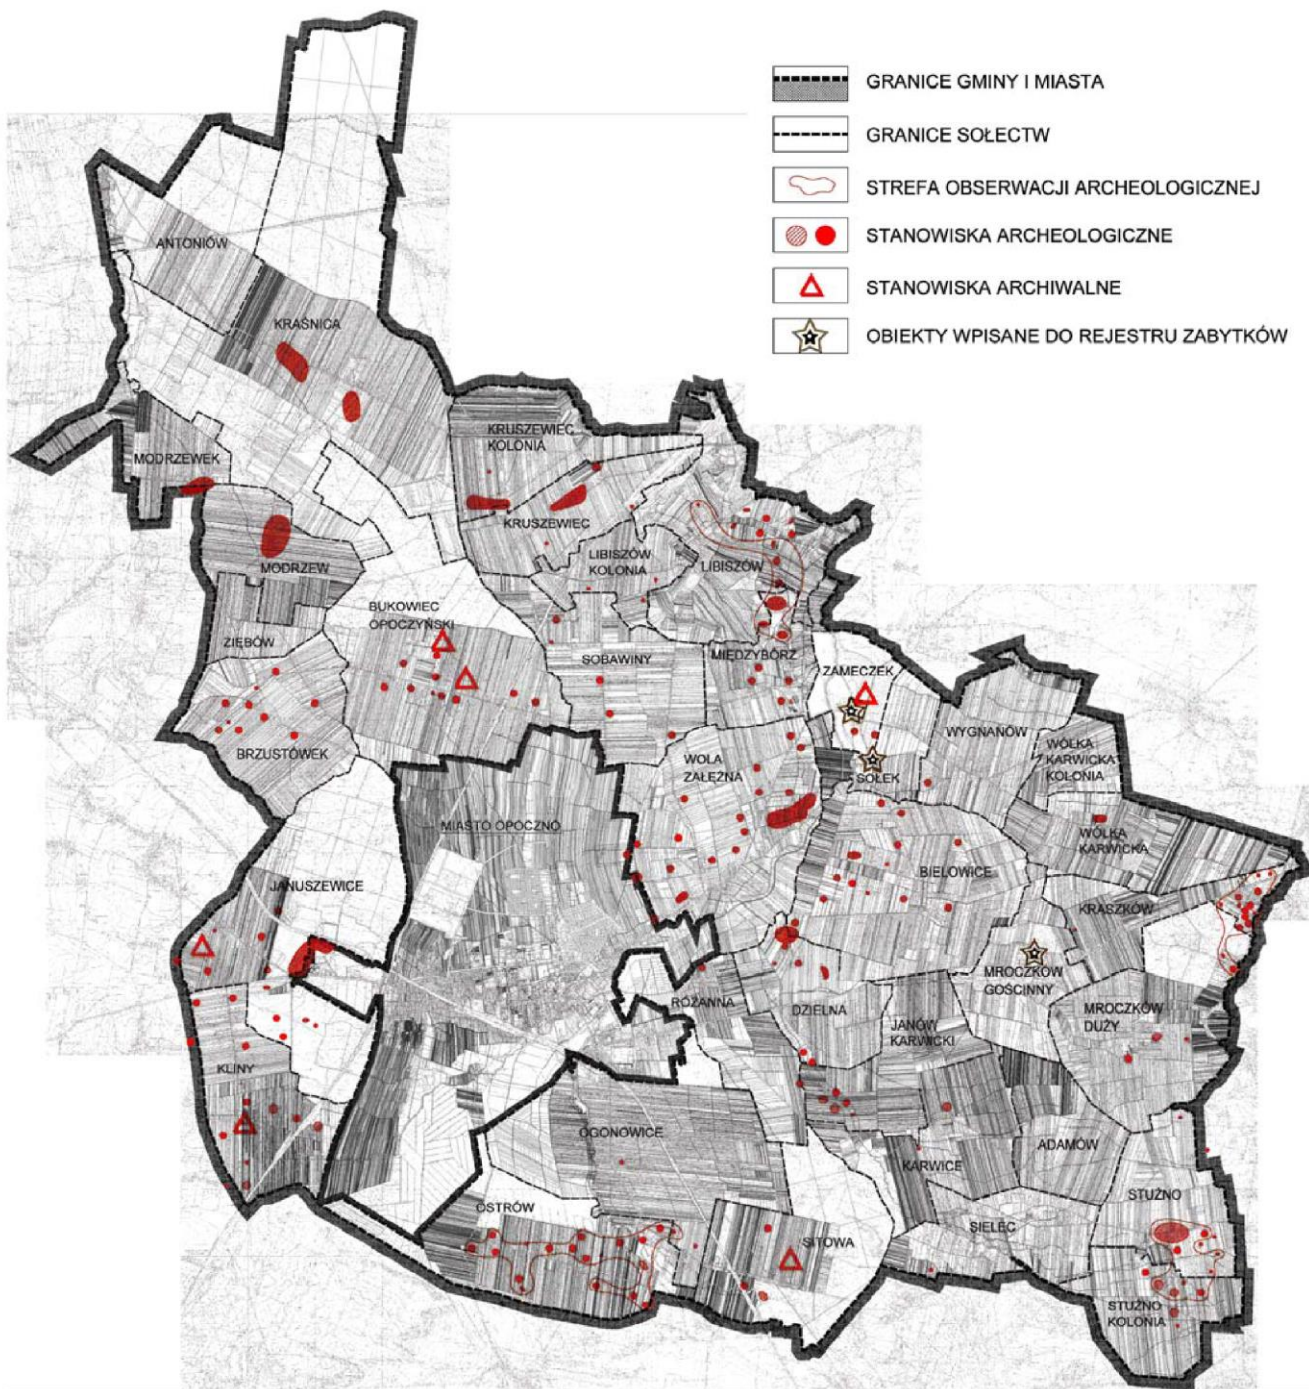 GRANICE GMINY I MIASTA
GRANICE SOŁECTW
STREFA OBSERWACJI ARCHEOLOGICZNEJ
STANOWISKA ARCHEOLOGICZNE
STANOWISKA ARCHIWALNE
OBIEKTY WPISANE DO REJESTRU ZABYTKÓW
ANTONIÓW
KRAŚNICA
KRUSZEWIEC
KOLONIA
MODRZEWEK
KRUSZEWIEC
LIBISZÓW
KOLONIA
LIBISZÓW
MODRZEW
BUKOWIEC
OPOCZYŃSKI
ZIĘBÓW
SOBAWINY
MIĘDZYBÓRZ
ZAMECZEK
BRZUSTÓWEK
WOLA
ZAŁĘŻNA
SOŁEK
WYGNANÓW
WÓLKA
KARWICKA
KOLONIA
MIASTO OPOCZNO
WÓLKA
KARWICKA
JANUSZEWICE
BIELOWICE
KRASZKÓW
MROCZKÓW
GOŚCINNY
RÓŻANNA
DZIELNA
JANÓW
KARWICKI
MROCZKÓW
DUŻY
KLINY
OGONOWICE
KARWICE
ADAMÓW
STUŻNO
OSTRÓW
SITOWA
SIELEC
STUŻNO
KOLONIA